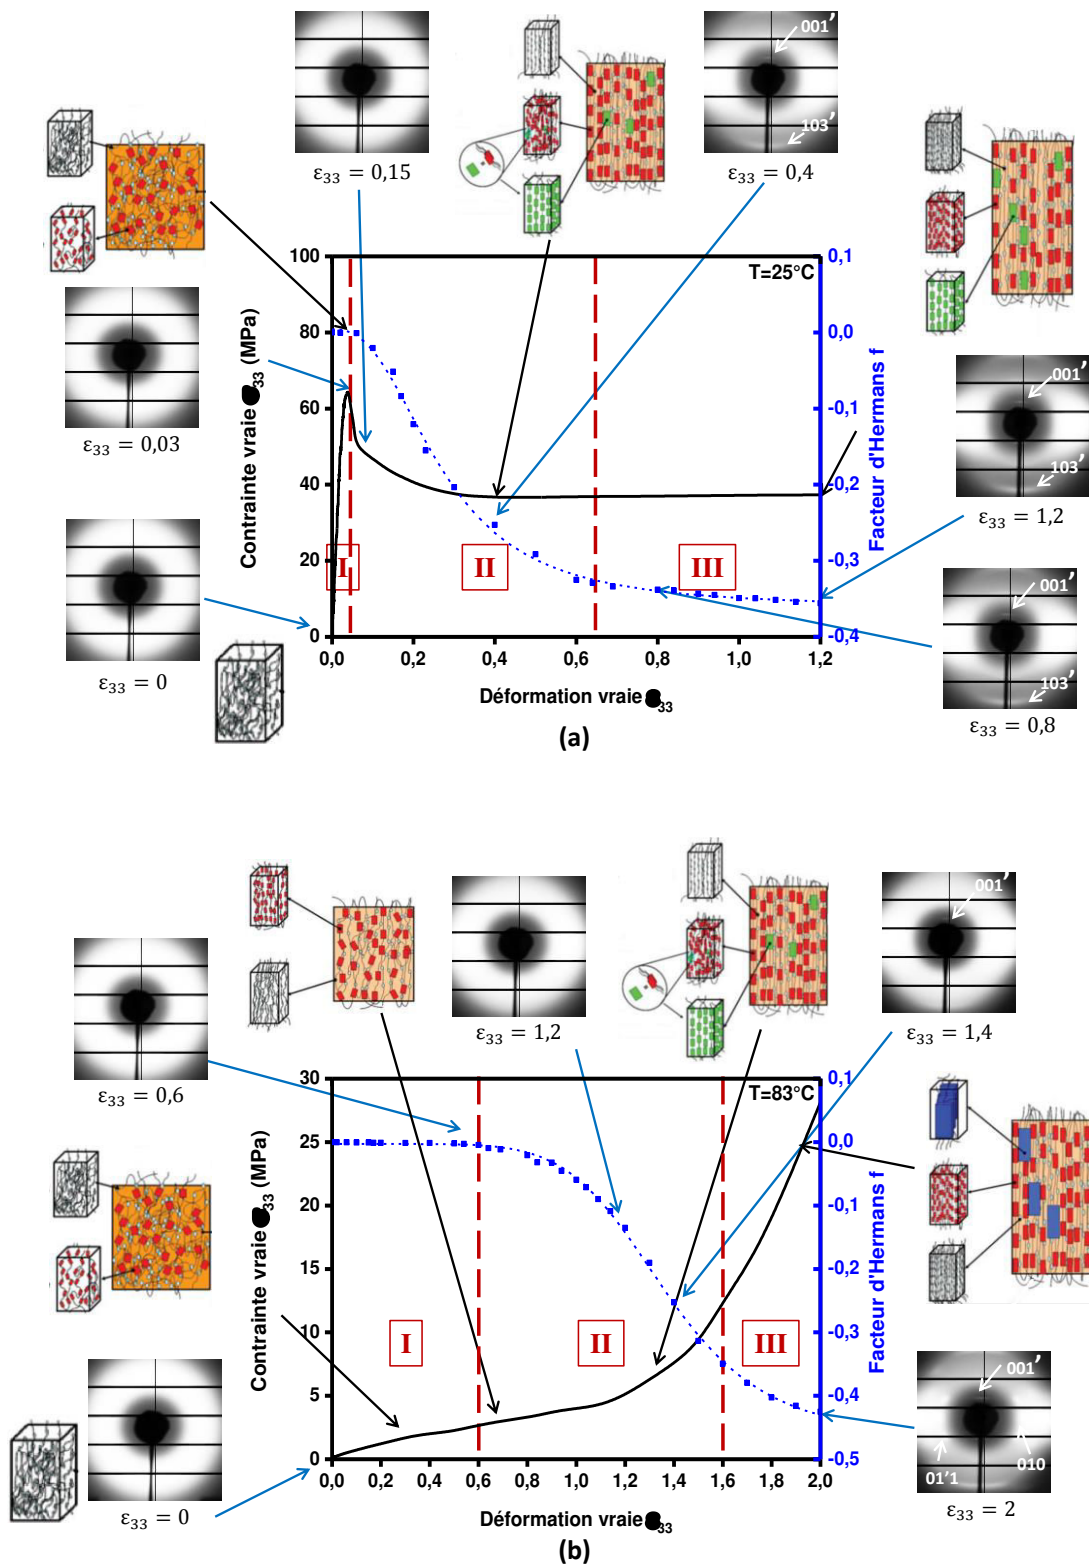 001'
103'
ε33 = 0,15
ε33 = 0,4
100
80
60
40
20
0
Contrainte vraie σ33 (MPa)
T=25°C
0,1
0,0
-0,1
-0,2
-0,3
-0,4
Facteur d'Hermans f
I
II
III
0,0 0,2 0,4 0,6 0,8 1,0 1,2
Déformation vraie ε33
ε33 = 0,03
ε33 = 0
001'
103'
ε33 = 1,2
001'
103'
ε33 = 0,8
(a)
001'
ε33 = 1,2
ε33 = 1,4
ε33 = 0,6
30
25
20
15
10
5
0
Contrainte vraie σ33 (MPa)
T=83°C
0,1
0,0
-0,1
-0,2
-0,3
-0,4
-0,5
Facteur d'Hermans f
I
II
III
0,0 0,2 0,4 0,6 0,8 1,0 1,2 1,4 1,6 1,8 2,0
Déformation vraie ε33
ε33 = 0
001'
01'1
010
ε33 = 2
(b)